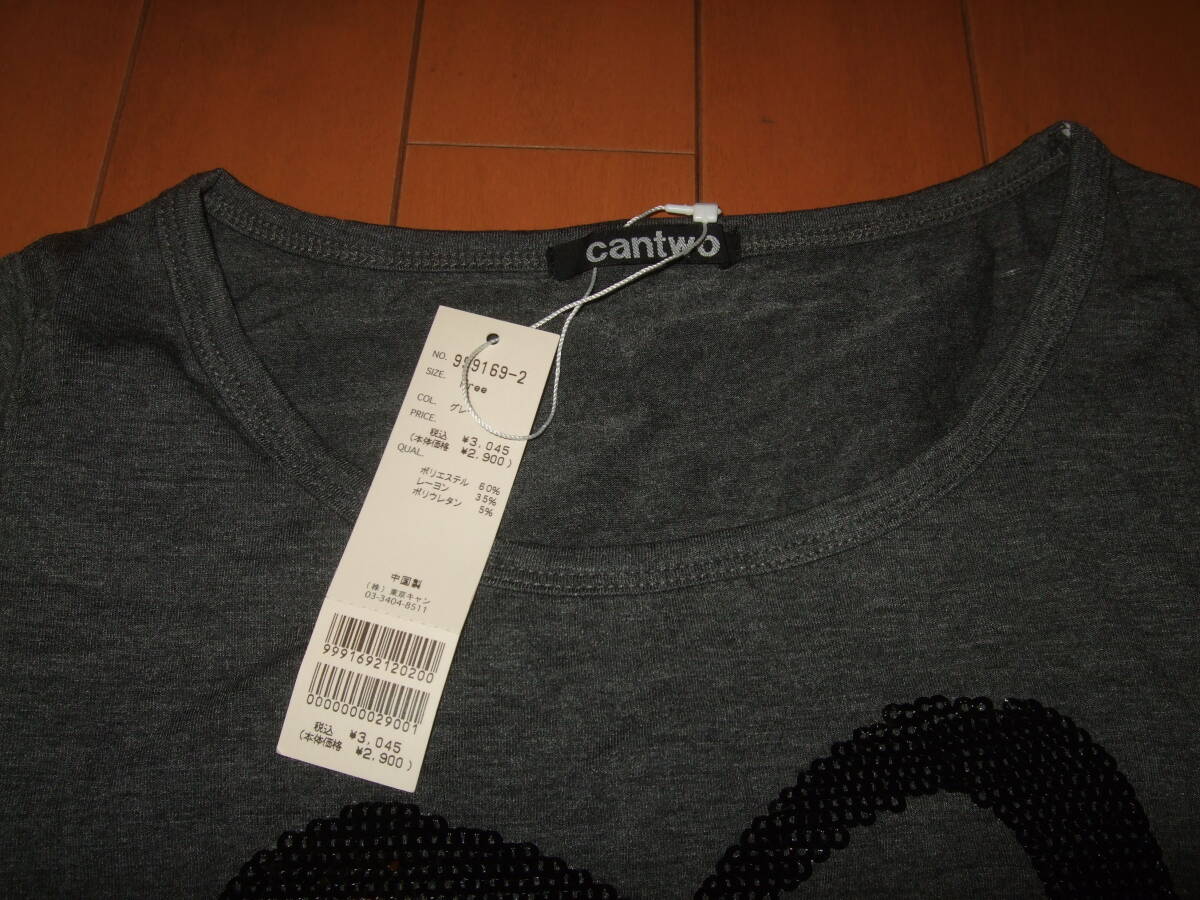 cantwo
NO. 999169-2
SIZE. Free
COL. グレ
PRICE.
税込 ¥3,045
(本体価格 ¥2,900)
QUAL.
ポリエステル 60%
レーヨン 35%
ポリウレタン 5%
中国製
(株)東京キャン
03-3404-8511
9991692120200
0000000029001
税込 ¥3,045
(本体価格 ¥2,900)